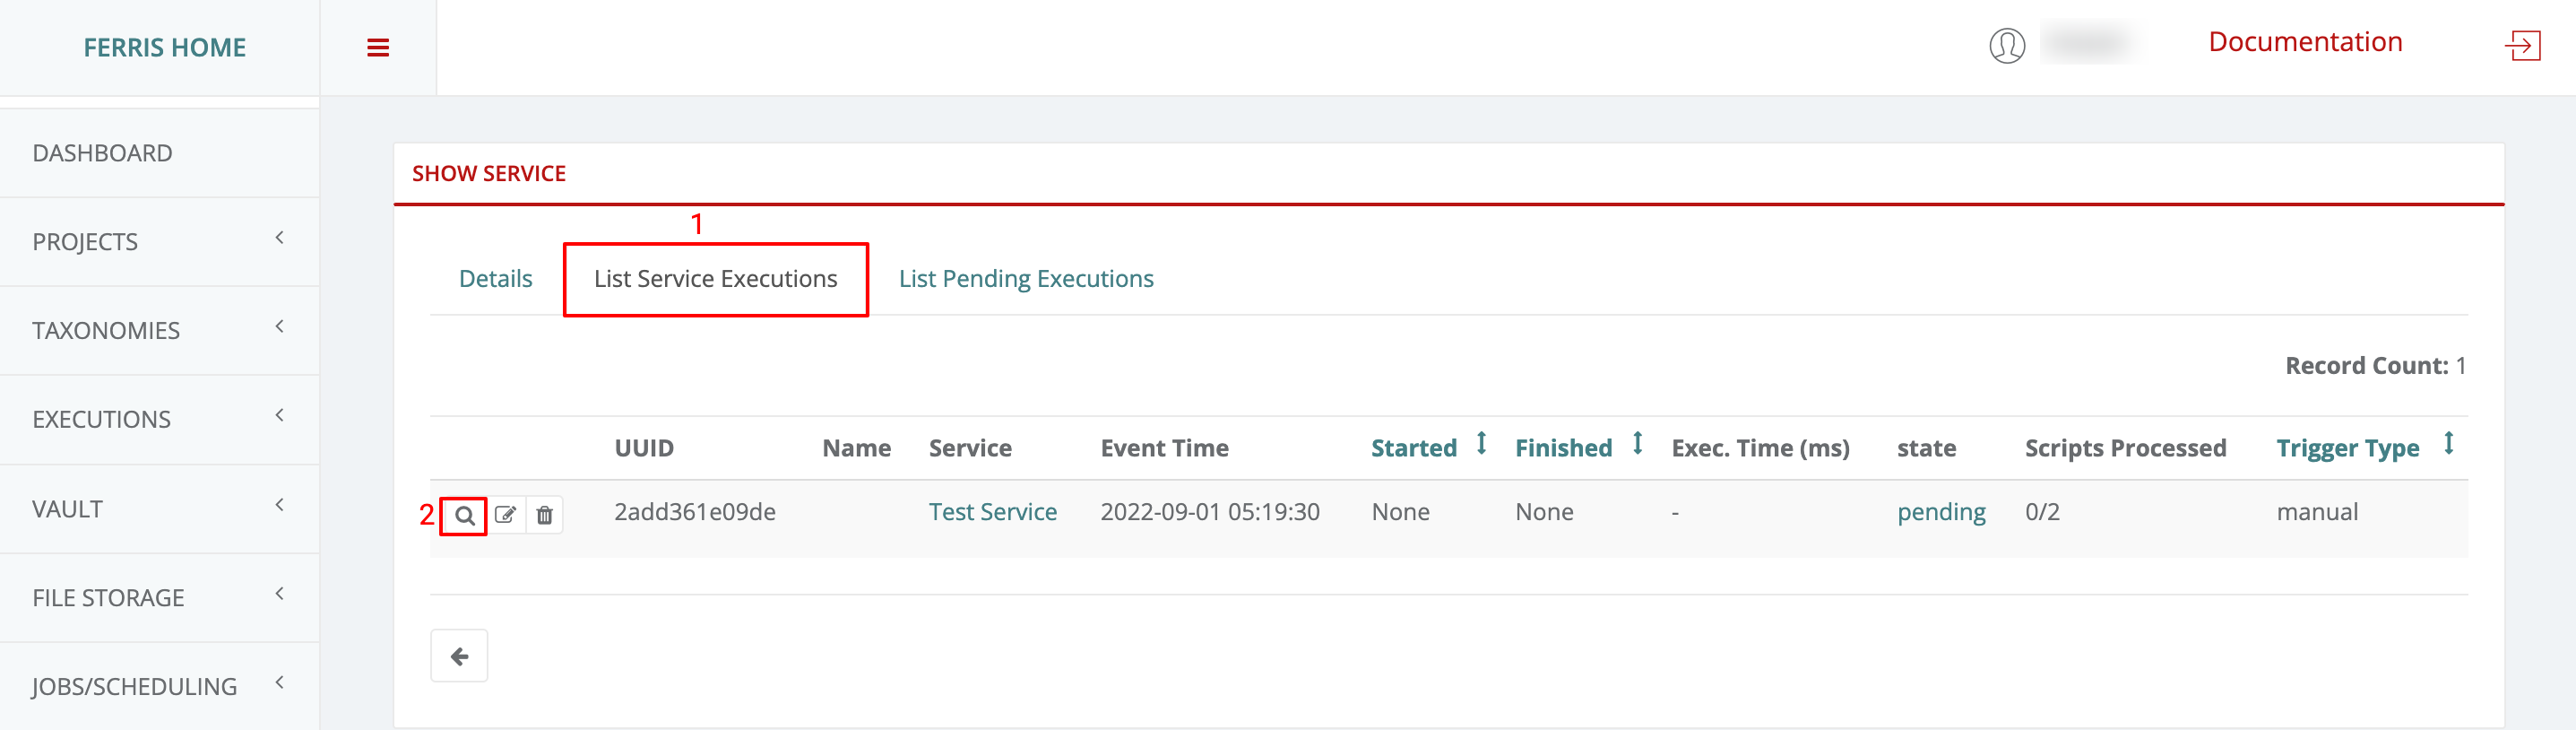 FERRIS HOME
Documentation
DASHBOARD
PROJECTS
TAXONOMIES
EXECUTIONS
VAULT
FILE STORAGE
JOBS/SCHEDULING
SHOW SERVICE
1
Details List Service Executions List Pending Executions
Record Count: 1
UUID Name Service Event Time Started Finished Exec. Time (ms) state Scripts Processed Trigger Type
2 2add361e09de Test Service 2022-09-01 05:19:30 None None - pending 0/2 manual